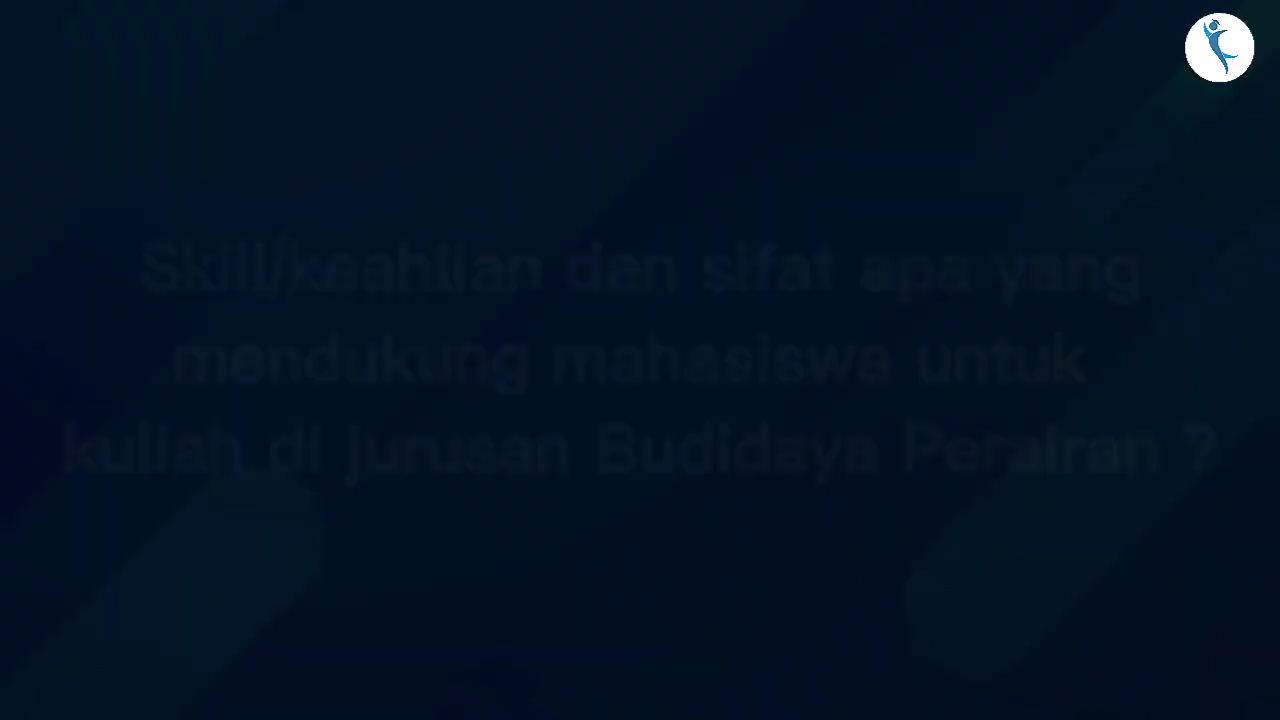 Skill/keahlian dan sifat apa yang
mendukung mahasiswa untuk
kuliah di jurusan Budidaya Perairan ?